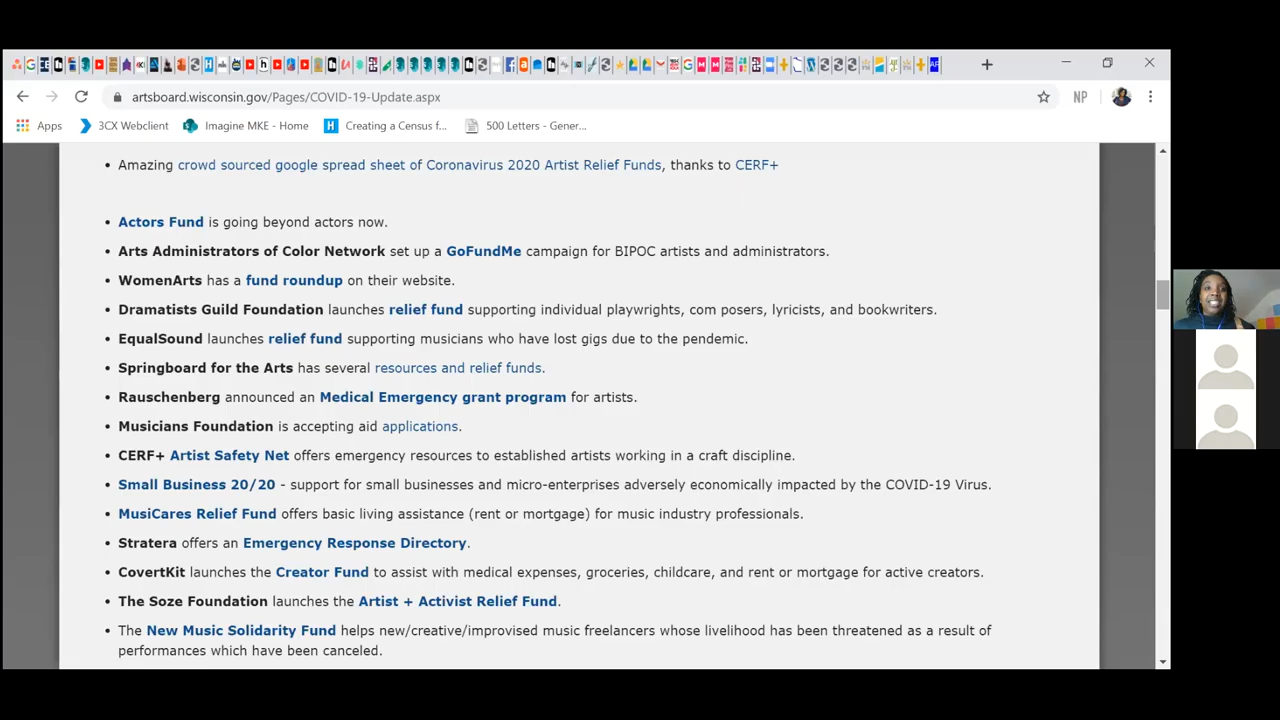 artsboard.wisconsin.gov/Pages/COVID-19-Update.aspx
NP
Apps
3CX Webclient
Imagine MKE - Home
Creating a Census f...
500 Letters - Gener...
• Amazing crowd sourced google spread sheet of Coronavirus 2020 Artist Relief Funds, thanks to CERF+
• Actors Fund is going beyond actors now.
• Arts Administrators of Color Network set up a GoFundMe campaign for BIPOC artists and administrators.
• WomenArts has a fund roundup on their website.
• Dramatists Guild Foundation launches relief fund supporting individual playwrights, com posers, lyricists, and bookwriters.
• EqualSound launches relief fund supporting musicians who have lost gigs due to the pandemic.
• Springboard for the Arts has several resources and relief funds.
• Rauschenberg announced an Medical Emergency grant program for artists.
• Musicians Foundation is accepting aid applications.
• CERF+ Artist Safety Net offers emergency resources to established artists working in a craft discipline.
• Small Business 20/20 - support for small businesses and micro-enterprises adversely economically impacted by the COVID-19 Virus.
• MusiCares Relief Fund offers basic living assistance (rent or mortgage) for music industry professionals.
• Stratera offers an Emergency Response Directory.
• CovertKit launches the Creator Fund to assist with medical expenses, groceries, childcare, and rent or mortgage for active creators.
• The Soze Foundation launches the Artist + Activist Relief Fund.
• The New Music Solidarity Fund helps new/creative/improvised music freelancers whose livelihood has been threatened as a result of
performances which have been canceled.